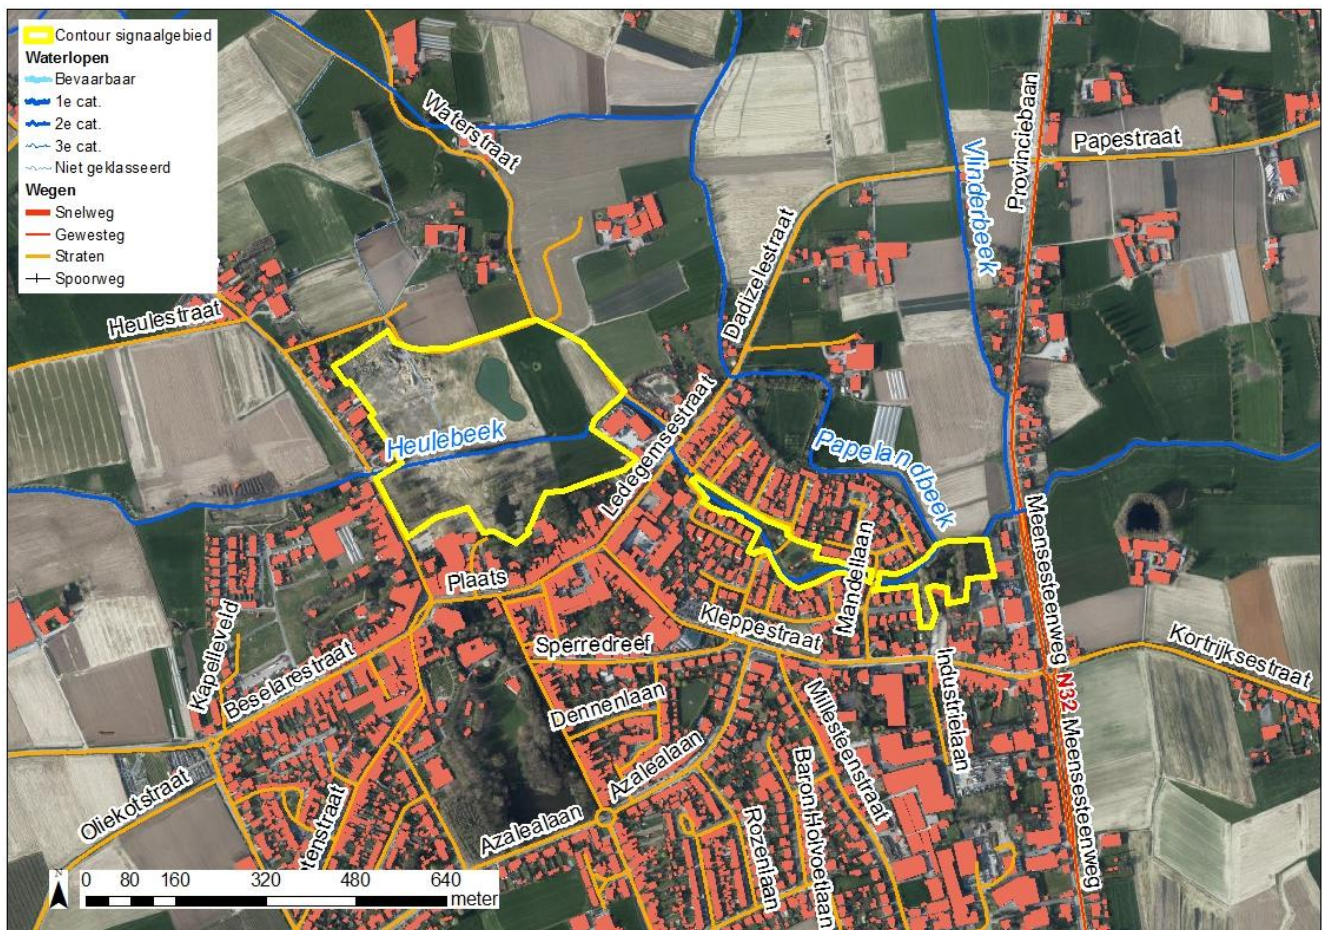 Contour signaalgebied
Waterlopen
Bevaarbaar
1e cat.
2e cat.
3e cat.
Niet geklasseerd
Wegen
Snelweg
Gewesteg
Straten
Spoorweg
Waterstraat
Papestraat
Provinciebaan
Vlinderbeek
Dadizelestraat
Heulestraat
Heulebeek
Ledegemsestraat
Papelandbeek
Plaats
Mandellaan
Meensesteenweg
Kleppestraat
Sperredreef
Kapelleveld
Beselarestraat
Kortrijksestraat
Industrielaan
N32
Dennenlaan
Millesteenstraat
Azalealaan
Meensesteenweg
Oliekotstraat
tenstraat
Azalealaan
Rozenlaan
Baron Holvoetlaan
N
0 80 160 320 480 640
meter